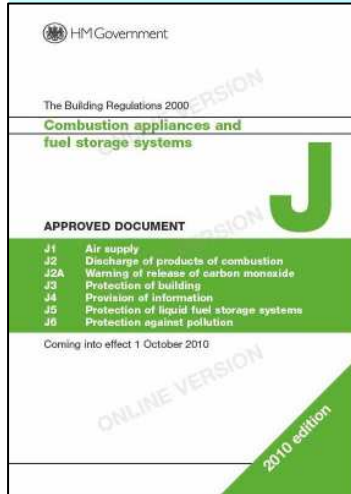 HM Government
ONLINE VERSION
The Building Regulations 2000
Combustion appliances and
fuel storage systems
J
ONLINE VERSION
APPROVED DOCUMENT
J1 Air supply
J2 Discharge of products of combustion
J2A Warning of release of carbon monoxide
J3 Protection of building
J4 Provision of information
J5 Protection of liquid fuel storage systems
J6 Protection against pollution
Coming into effect 1 October 2010
ONLINE VERSION
2010 edition